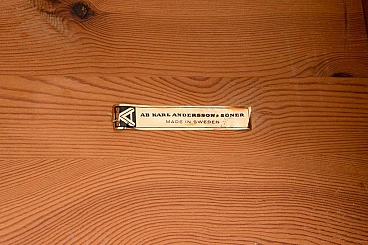 AB KARL ANDERSSON & SÖNER
MADE IN SWEDEN